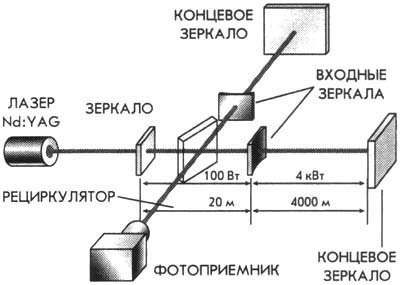 КОНЦЕВОЕ
ЗЕРКАЛО
ВХОДНЫЕ
ЗЕРКАЛА
ЛАЗЕР
Nd:YAG
ЗЕРКАЛО
100 Вт
4 кВт
РЕЦИРКУЛЯТОР
20 м
4000 м
ФОТОПРИЕМНИК
КОНЦЕВОЕ
ЗЕРКАЛО